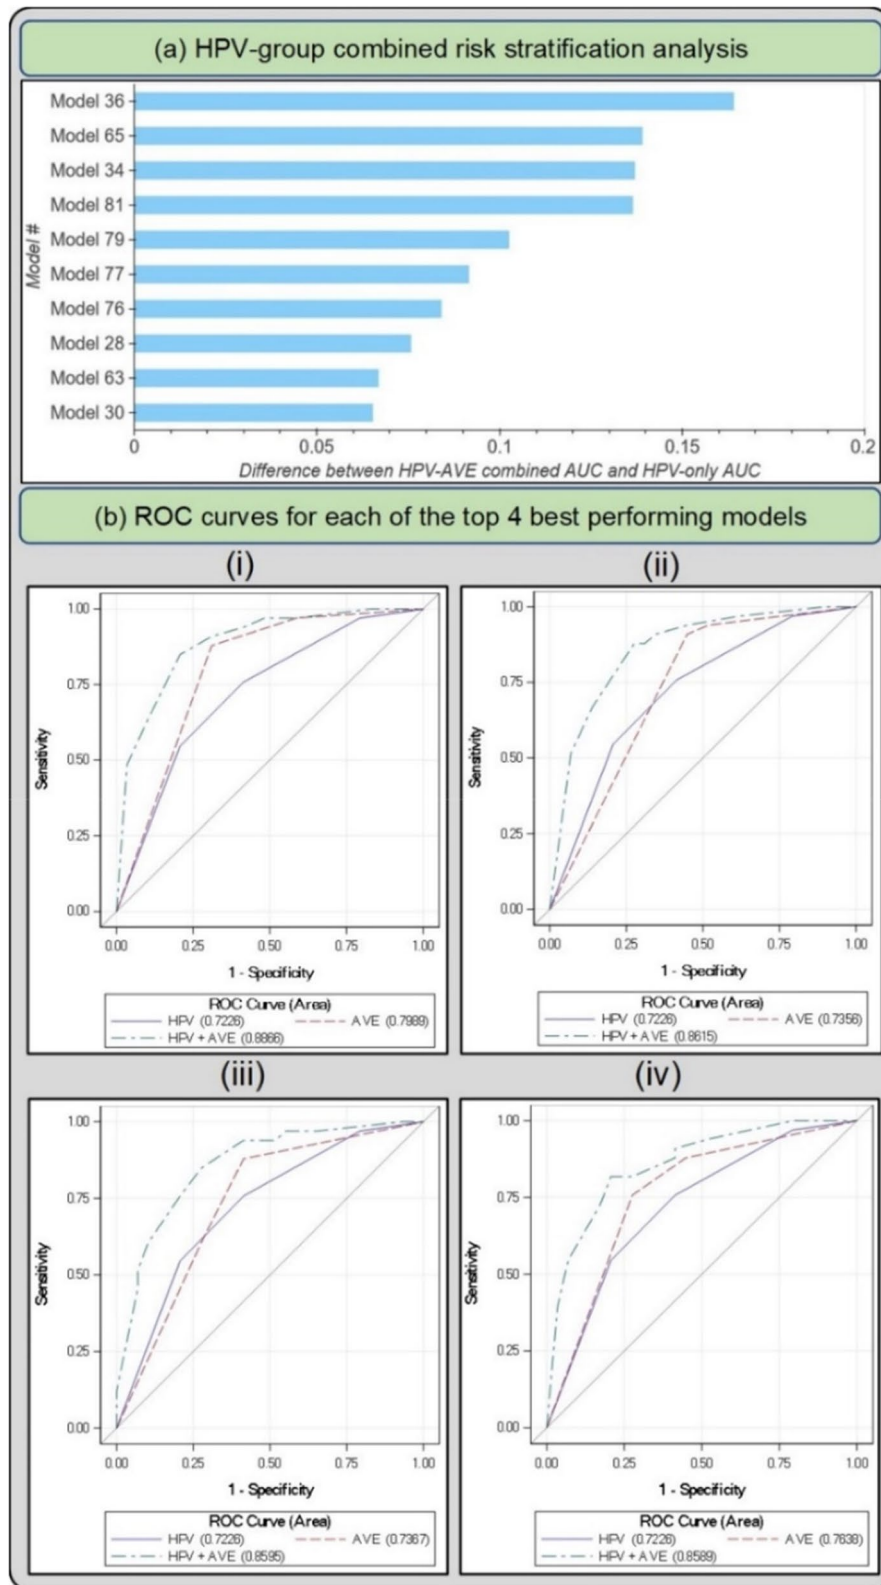 (a) HPV-group combined risk stratification analysis
Model #
Model 36
Model 65
Model 34
Model 81
Model 79
Model 77
Model 76
Model 28
Model 63
Model 30
0 0.05 0.1 0.15 0.2
Difference between HPV-AVE combined AUC and HPV-only AUC
(b) ROC curves for each of the top 4 best performing models
(i)
Sensitivity
1.00
0.75
0.50
0.25
0.00
0.00 0.25 0.50 0.75 1.00
1 - Specificity
ROC Curve (Area)
HPV (0.7226) AVE (0.7989)
HPV + AVE (0.8866)
(ii)
Sensitivity
1.00
0.75
0.50
0.25
0.00
0.00 0.25 0.50 0.75 1.00
1 - Specificity
ROC Curve (Area)
HPV (0.7226) AVE (0.7356)
HPV + AVE (0.8615)
(iii)
Sensitivity
1.00
0.75
0.50
0.25
0.00
0.00 0.25 0.50 0.75 1.00
1 - Specificity
ROC Curve (Area)
HPV (0.7226) AVE (0.7367)
HPV + AVE (0.8595)
(iv)
Sensitivity
1.00
0.75
0.50
0.25
0.00
0.00 0.25 0.50 0.75 1.00
1 - Specificity
ROC Curve (Area)
HPV (0.7226) AVE (0.7638)
HPV + AVE (0.8589)